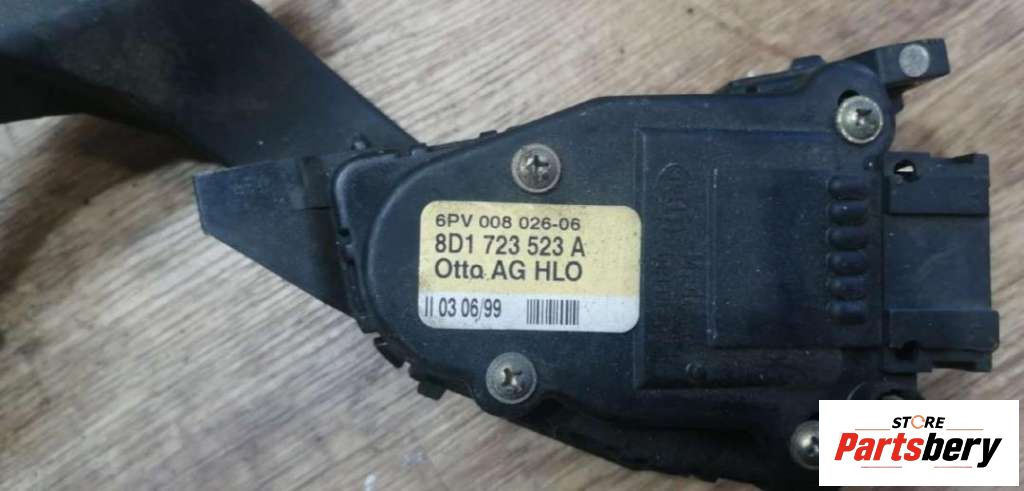 6PV 008 026-06
8D1 723 523 A
Otto AG HLO
II 03 06/99
STORE
Partsbery